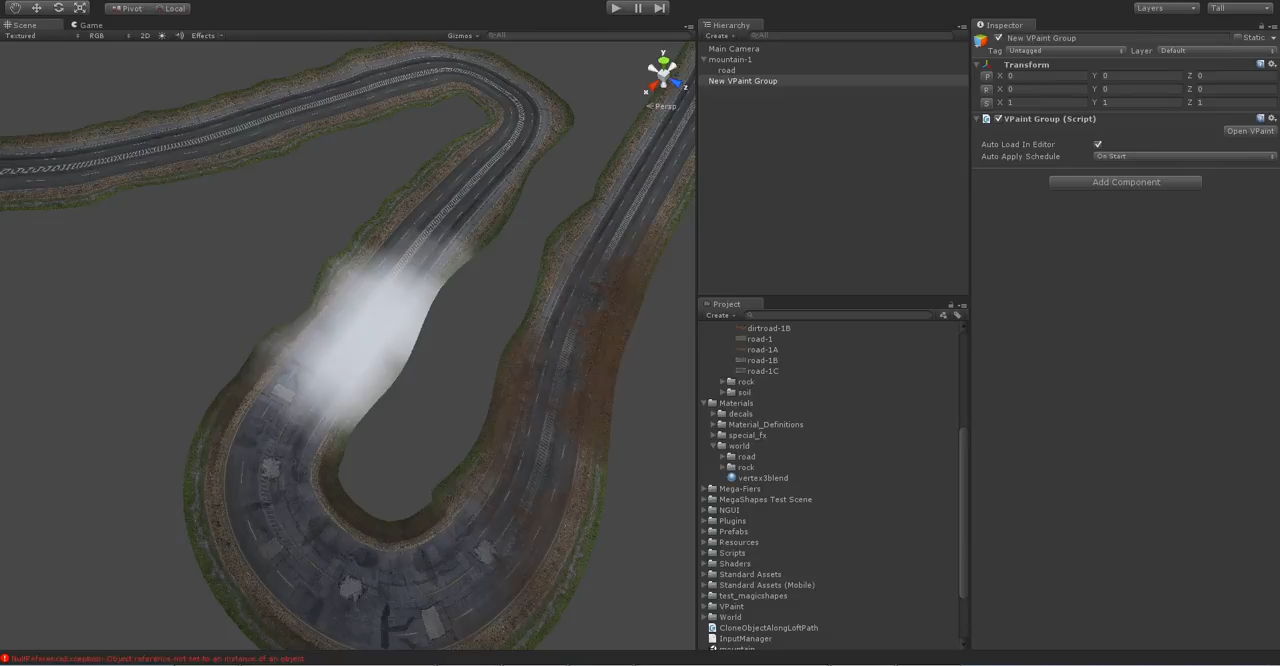 Pivot Local
Layers Tall
Scene Game
Textured RGB 2D Effects Gizmos All
Persp
y
x
z
Hierarchy
Create All
Main Camera
mountain-1
road
New VPaint Group
Project
Create
dirtroad-1B
road-1
road-1A
road-1B
road-1C
rock
soil
Materials
decals
Material_Definitions
special_fx
world
road
rock
vertex3blend
Mega-Fiers
MegaShapes Test Scene
NGUI
Plugins
Prefabs
Resources
Scripts
Shaders
Standard Assets
Standard Assets (Mobile)
test_magicshapes
VPaint
World
CloneObjectAlongLoftPath
InputManager
mountain
Inspector
New VPaint Group Static
Tag Untagged Layer Default
Transform
P X 0 Y 0 Z 0
R X 0 Y 0 Z 0
S X 1 Y 1 Z 1
VPaint Group (Script)
Open VPaint
Auto Load In Editor
Auto Apply Schedule On Start
Add Component
NullReferenceException: Object reference not set to an instance of an object